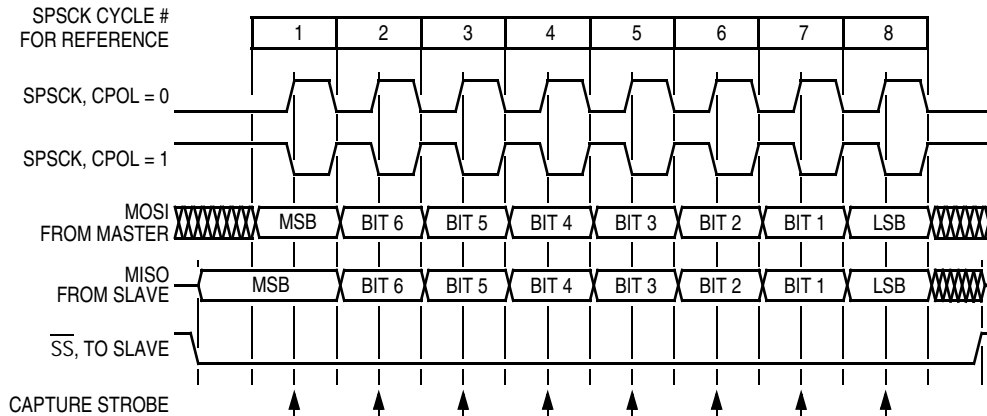 SPSCK CYCLE #
FOR REFERENCE
1 2 3 4 5 6 7 8
SPSCK, CPOL = 0
SPSCK, CPOL = 1
MOSI
FROM MASTER
MSB BIT 6 BIT 5 BIT 4 BIT 3 BIT 2 BIT 1 LSB
MISO
FROM SLAVE
MSB BIT 6 BIT 5 BIT 4 BIT 3 BIT 2 BIT 1 LSB
SS, TO SLAVE
CAPTURE STROBE